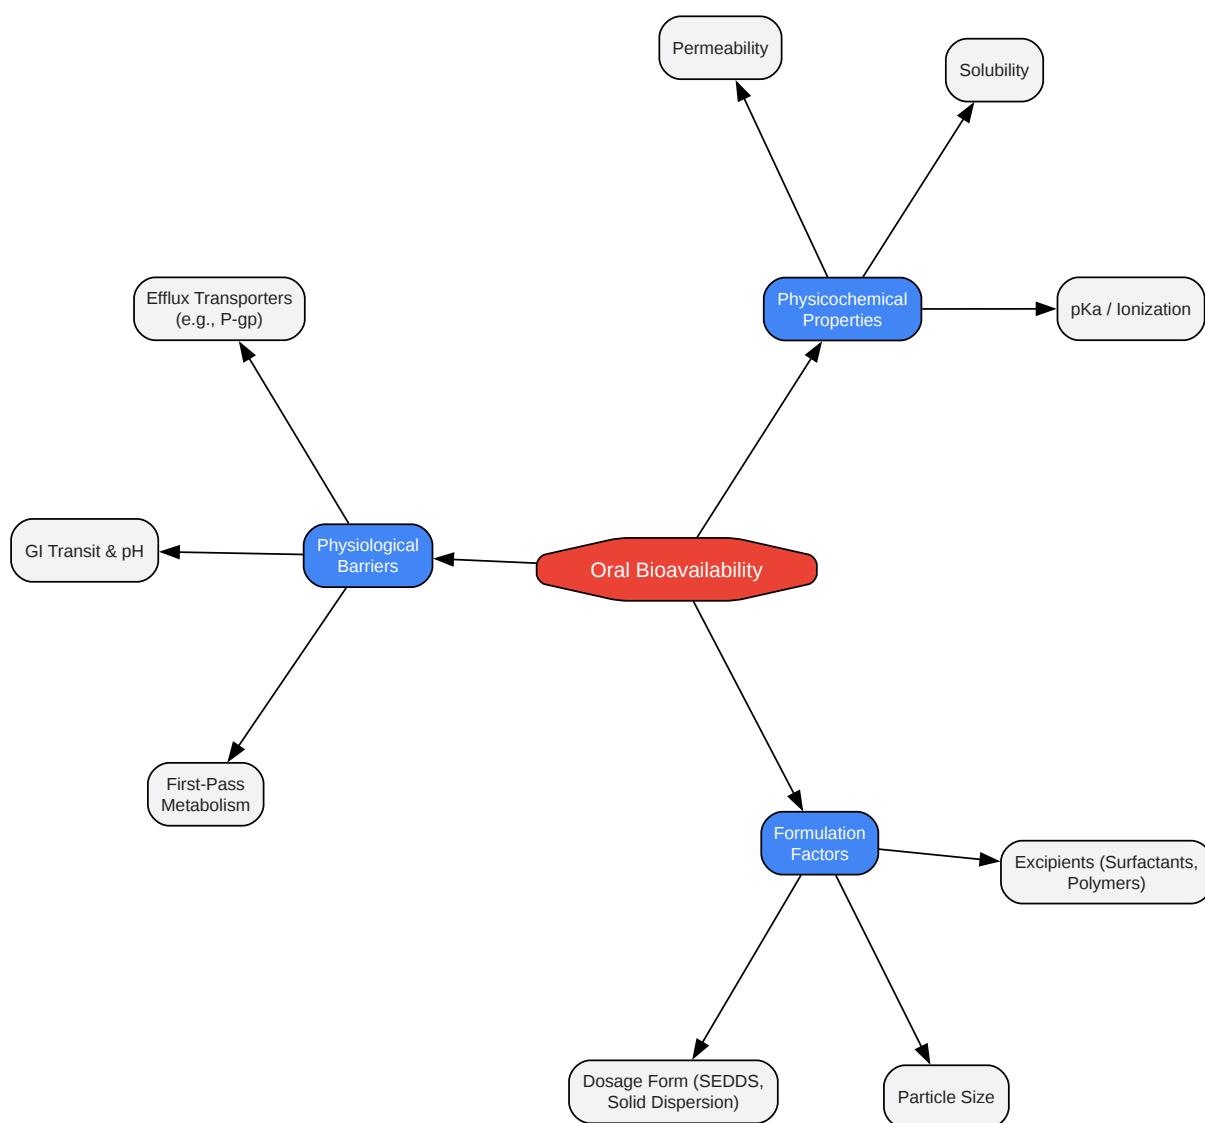 Permeability
Solubility
Efflux Transporters
(e.g., P-gp)
Physicochemical
Properties
pKa / Ionization
GI Transit & pH
Physiological
Barriers
Oral Bioavailability
First-Pass
Metabolism
Formulation
Factors
Excipients (Surfactants,
Polymers)
Dosage Form (SEDDS,
Solid Dispersion)
Particle Size